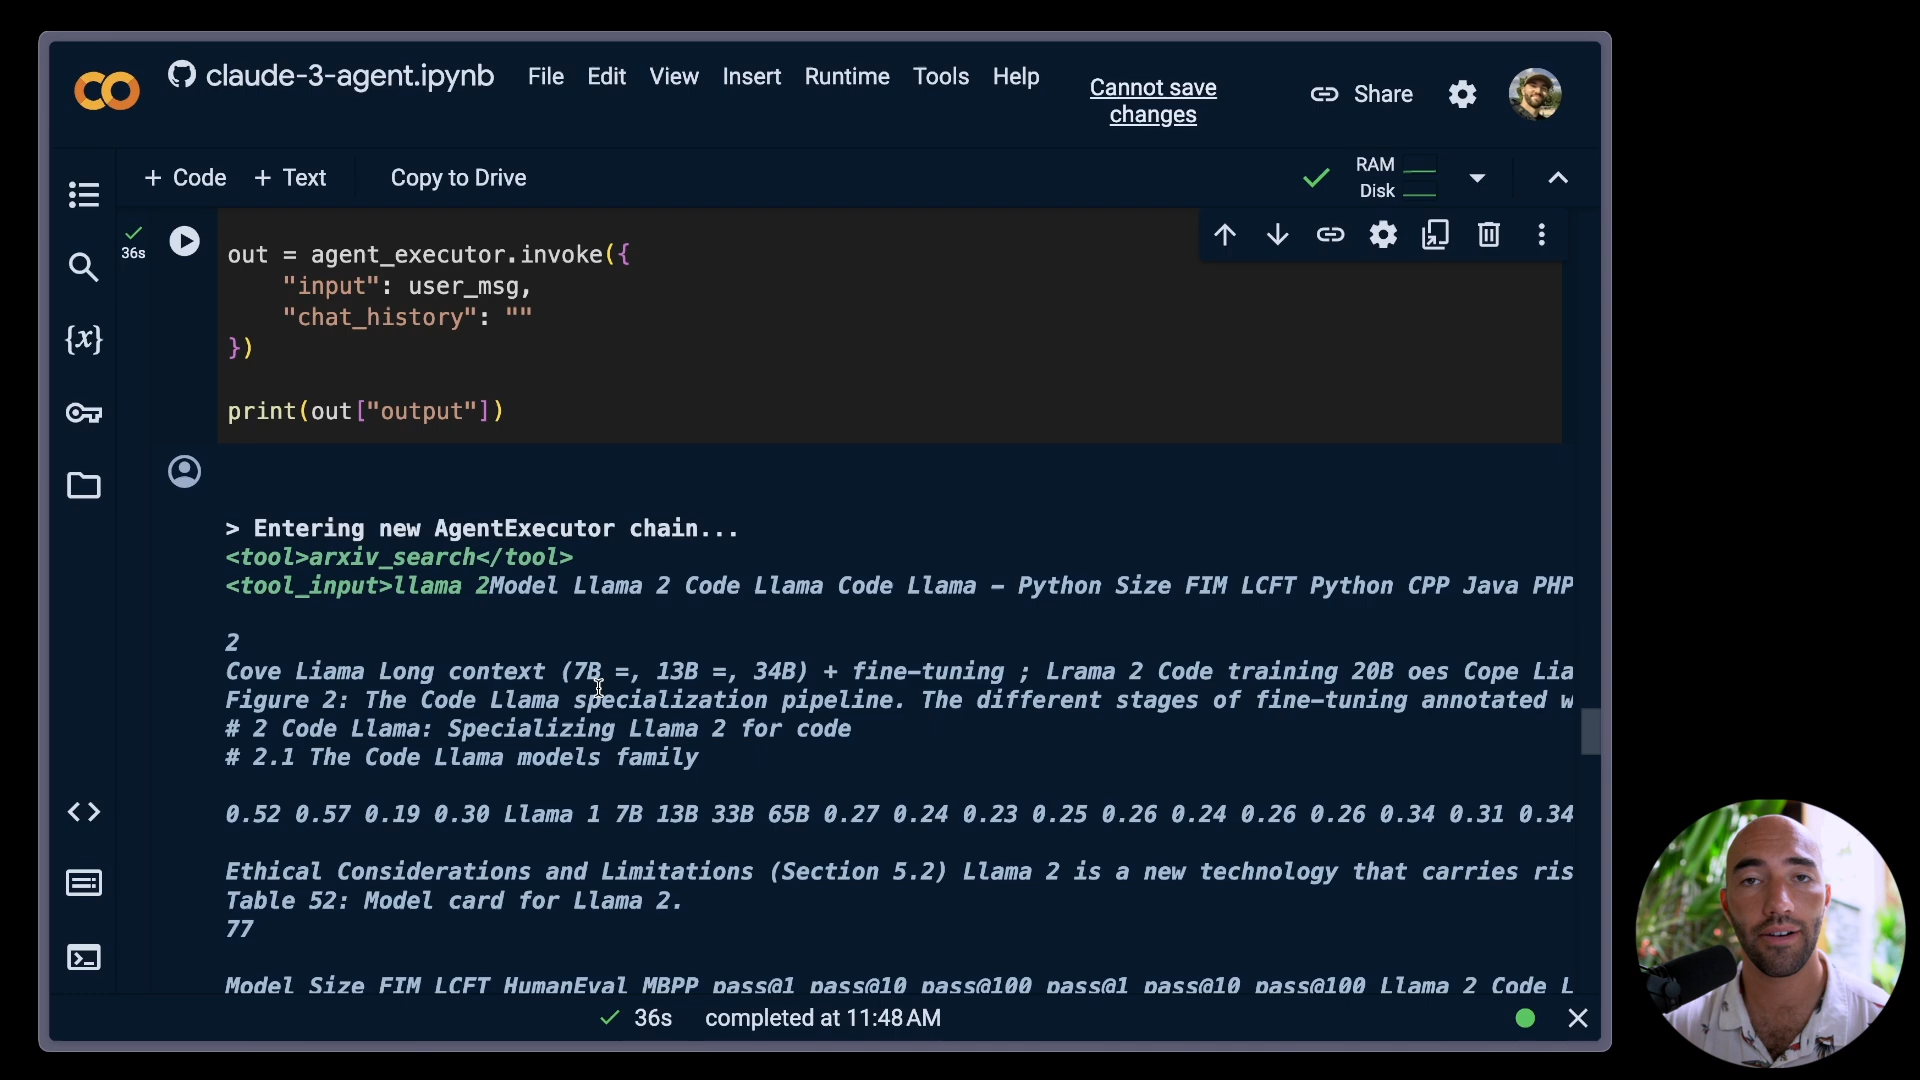 claude-3-agent.ipynb File Edit View Insert Runtime Tools Help
Cannot save
changes
Share
+ Code + Text Copy to Drive
RAM
Disk
36s
out = agent_executor.invoke({
"input": user_msg,
"chat_history": ""
})
print(out["output"])
> Entering new AgentExecutor chain...
<tool>arxiv_search</tool>
<tool_input>llama 2Model Llama 2 Code Llama Code Llama - Python Size FIM LCFT Python CPP Java PHP
2
Cove Liama Long context (7B =, 13B =, 34B) + fine-tuning ; Lrama 2 Code training 20B oes Cope Lia
Figure 2: The Code Llama specialization pipeline. The different stages of fine-tuning annotated w
# 2 Code Llama: Specializing Llama 2 for code
# 2.1 The Code Llama models family
0.52 0.57 0.19 0.30 Llama 1 7B 13B 33B 65B 0.27 0.24 0.23 0.25 0.26 0.24 0.26 0.26 0.34 0.31 0.34
Ethical Considerations and Limitations (Section 5.2) Llama 2 is a new technology that carries ris
Table 52: Model card for Llama 2.
77
Model Size FIM LCFT HumanEval MBPP pass@1 pass@10 pass@100 pass@1 pass@10 pass@100 Llama 2 Code L
36s completed at 11:48 AM